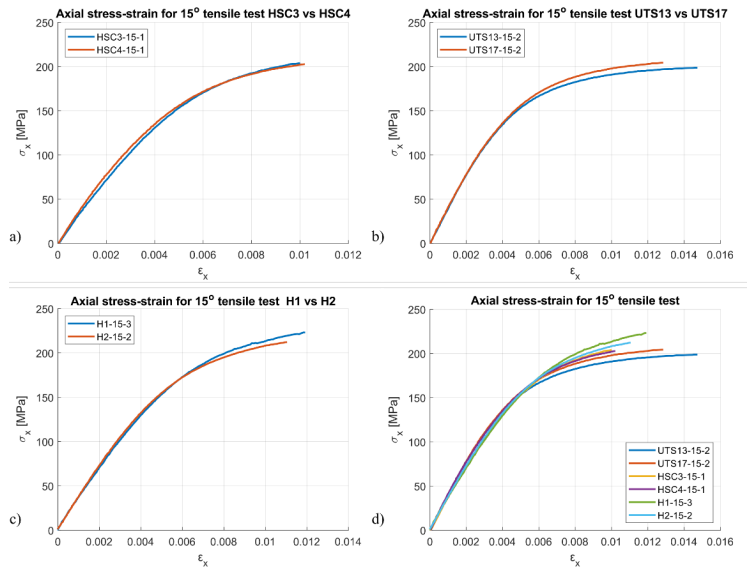 Axial stress-strain for 15o tensile test HSC3 vs HSC4
HSC3-15-1
HSC4-15-1
250
200
150
100
50
0
σx [MPa]
0 0.002 0.004 0.006 0.008 0.01 0.012
εx
a)
Axial stress-strain for 15o tensile test UTS13 vs UTS17
UTS13-15-2
UTS17-15-2
250
200
150
100
50
0
σx [MPa]
0 0.002 0.004 0.006 0.008 0.01 0.012 0.014 0.016
εx
b)
Axial stress-strain for 15o tensile test H1 vs H2
H1-15-3
H2-15-2
250
200
150
100
50
0
σx [MPa]
0 0.002 0.004 0.006 0.008 0.01 0.012 0.014
εx
c)
Axial stress-strain for 15o tensile test
250
200
150
100
50
0
σx [MPa]
UTS13-15-2
UTS17-15-2
HSC3-15-1
HSC4-15-1
H1-15-3
H2-15-2
0 0.002 0.004 0.006 0.008 0.01 0.012 0.014 0.016
εx
d)